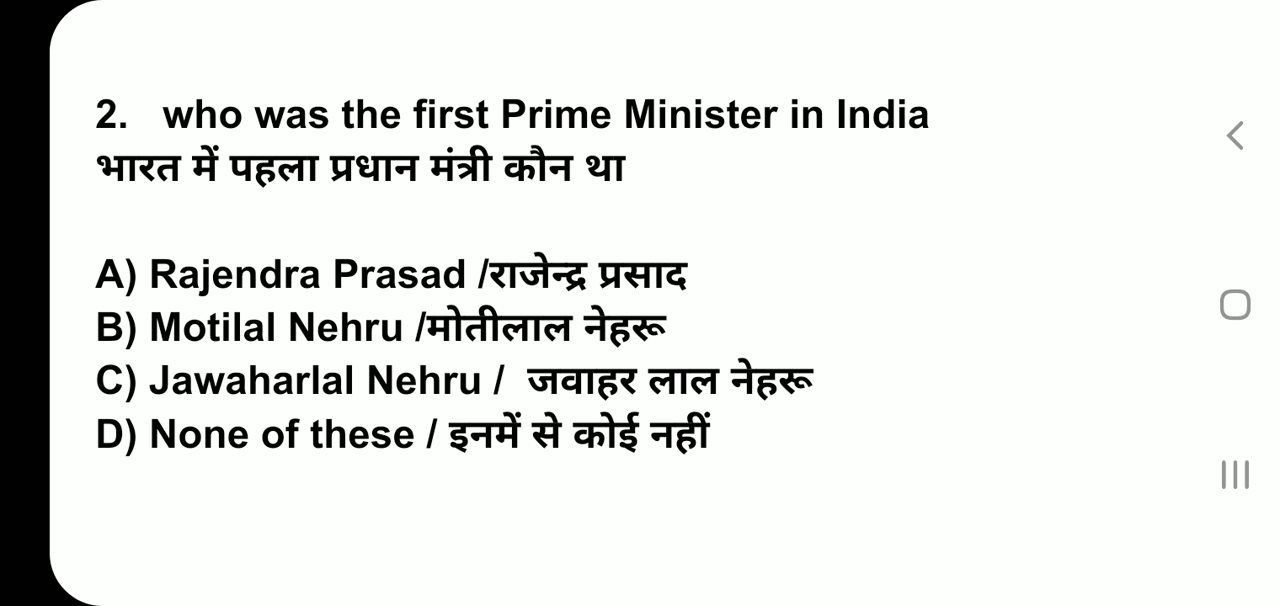 2. who was the first Prime Minister in India
भारत में पहला प्रधान मंत्री कौन था
A) Rajendra Prasad /राजेन्द्र प्रसाद
B) Motilal Nehru /मोतीलाल नेहरू
C) Jawaharlal Nehru / जवाहर लाल नेहरू
D) None of these / इनमें से कोई नहीं